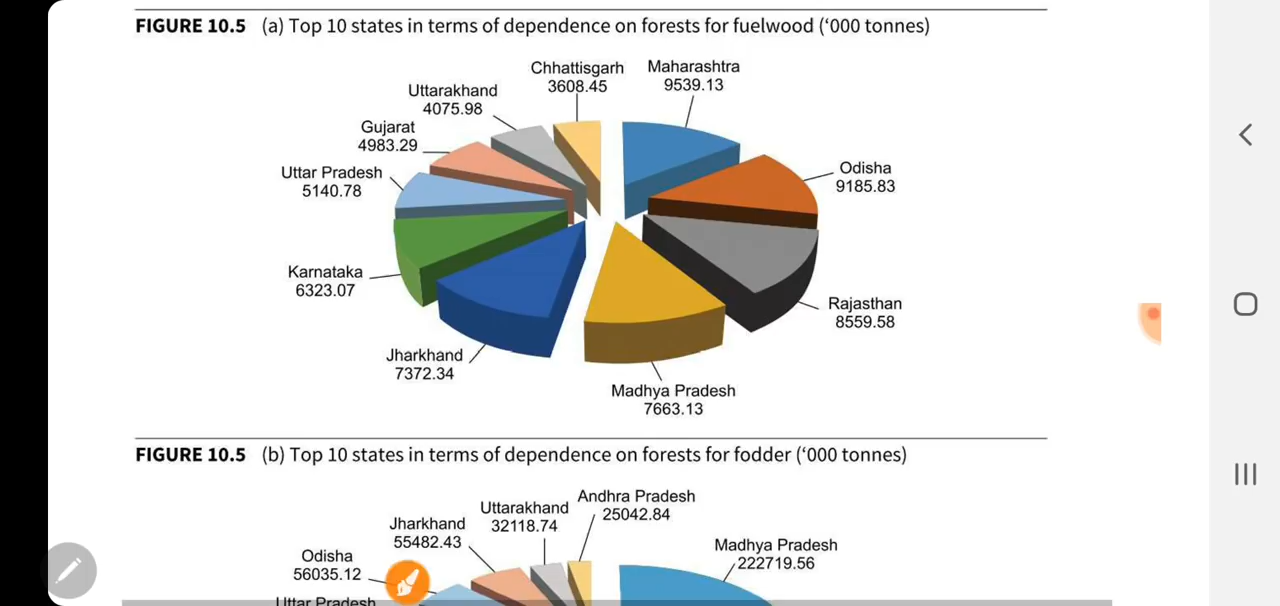 FIGURE 10.5 (a) Top 10 states in terms of dependence on forests for fuelwood (‘000 tonnes)
Chhattisgarh
3608.45
Maharashtra
9539.13
Uttarakhand
4075.98
Gujarat
4983.29
Odisha
9185.83
Uttar Pradesh
5140.78
Karnataka
6323.07
Rajasthan
8559.58
Jharkhand
7372.34
Madhya Pradesh
7663.13
FIGURE 10.5 (b) Top 10 states in terms of dependence on forests for fodder (‘000 tonnes)
Andhra Pradesh
25042.84
Uttarakhand
32118.74
Jharkhand
55482.43
Madhya Pradesh
222719.56
Odisha
56035.12
Uttar Pradesh